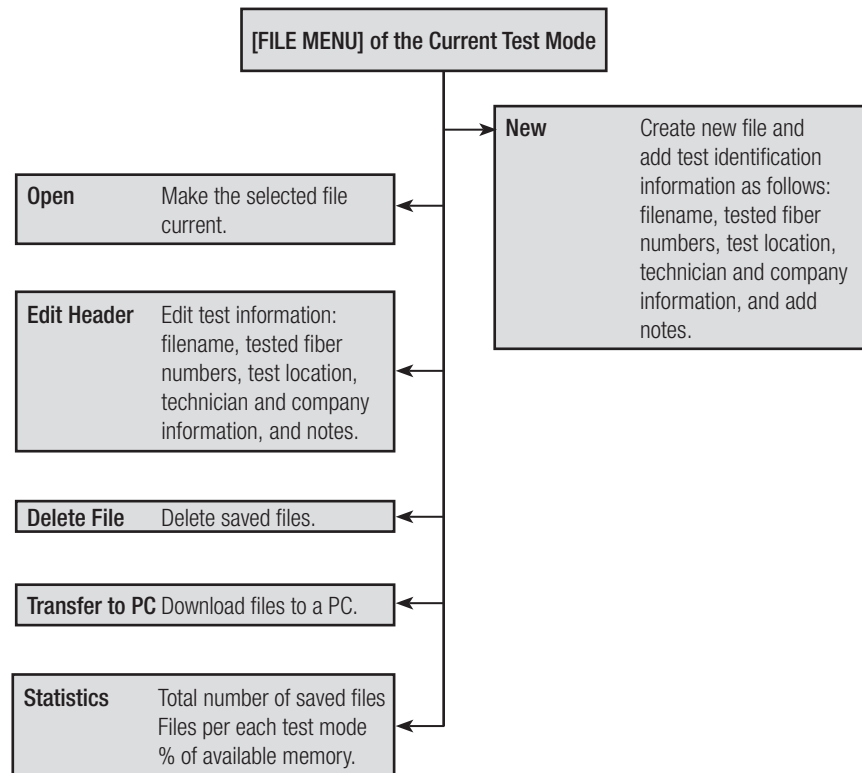 [FILE MENU] of the Current Test Mode
New Create new file and
add test identification
information as follows:
filename, tested fiber
numbers, test location,
technician and company
information, and add
notes.
Open Make the selected file
current.
Edit Header Edit test information:
filename, tested fiber
numbers, test location,
technician and company
information, and notes.
Delete File Delete saved files.
Transfer to PC Download files to a PC.
Statistics Total number of saved files
Files per each test mode
% of available memory.